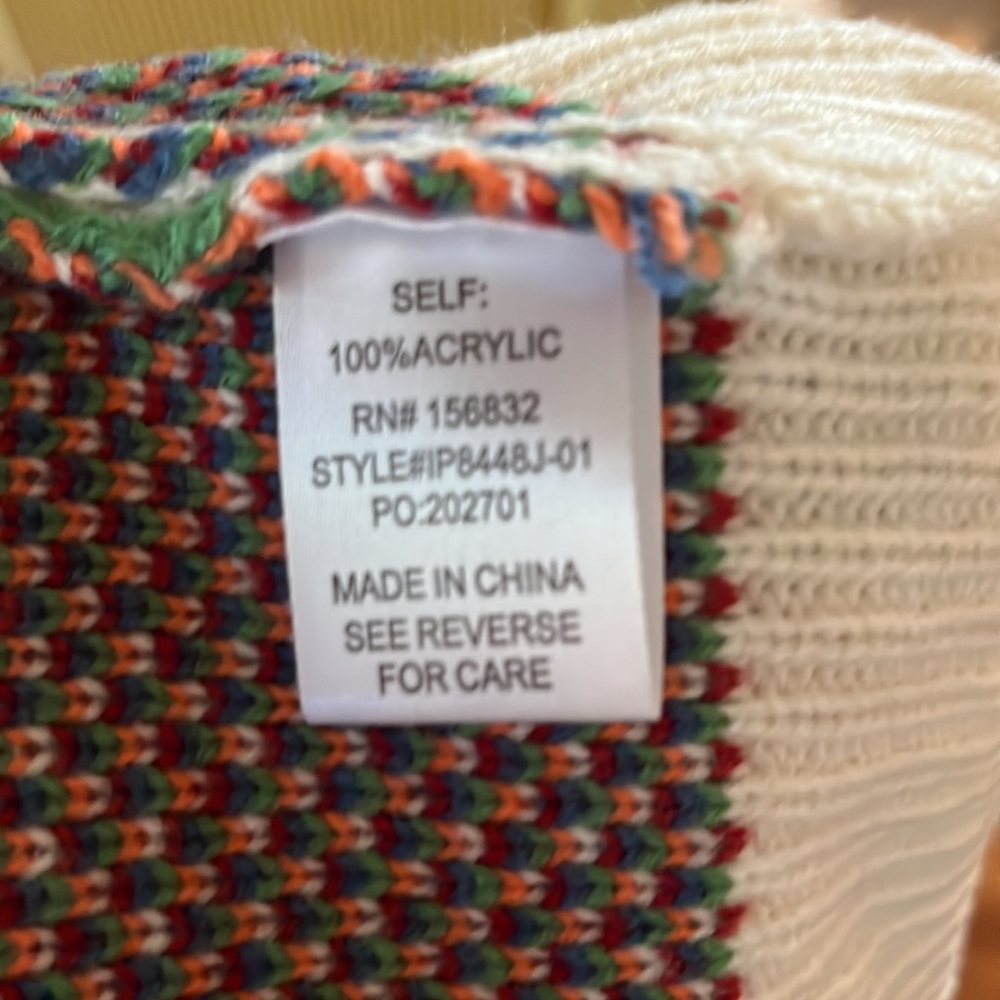 SELF:
100%ACRYLIC
RN# 156832
STYLE#IP8448J-01
PO:202701
MADE IN CHINA
SEE REVERSE
FOR CARE